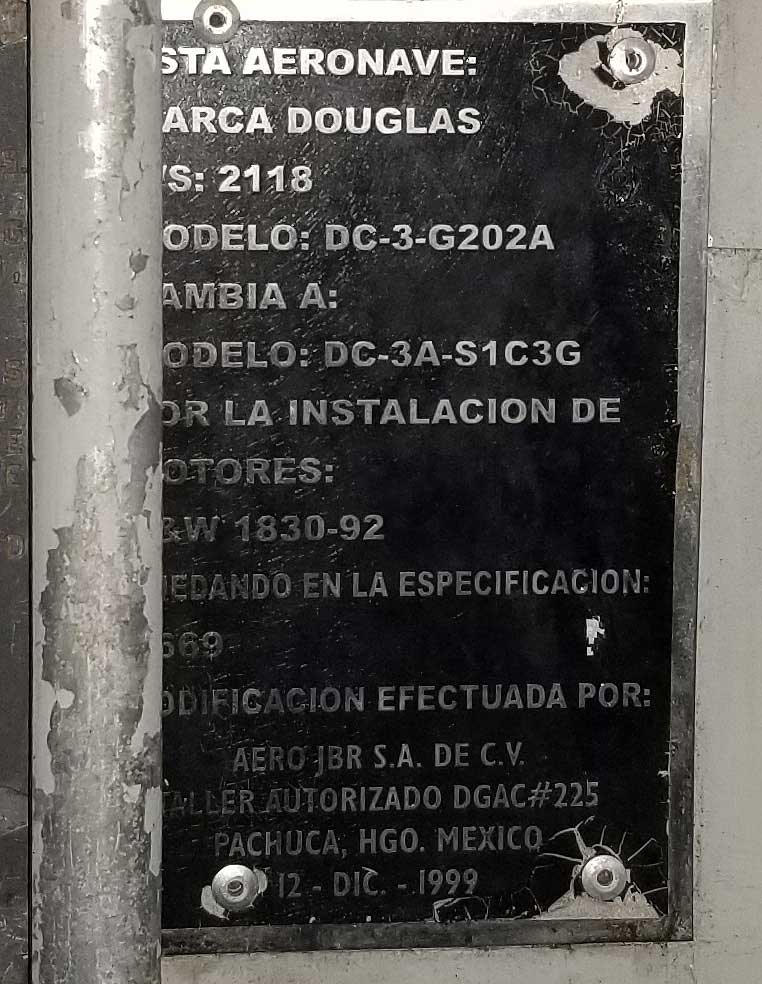 STA AERONAVE:
ARCA DOUGLAS
/S: 2118
ODELO: DC-3-G202A
AMBIA A:
ODELO: DC-3A-S1C3G
OR LA INSTALACION DE
OTORES:
&W 1830-92
UEDANDO EN LA ESPECIFICACION:
669
ODIFICACION EFECTUADA POR:
AERO JBR S.A. DE C.V.
TALLER AUTORIZADO DGAC#225
PACHUCA, HGO. MEXICO
12 - DIC. - 1999